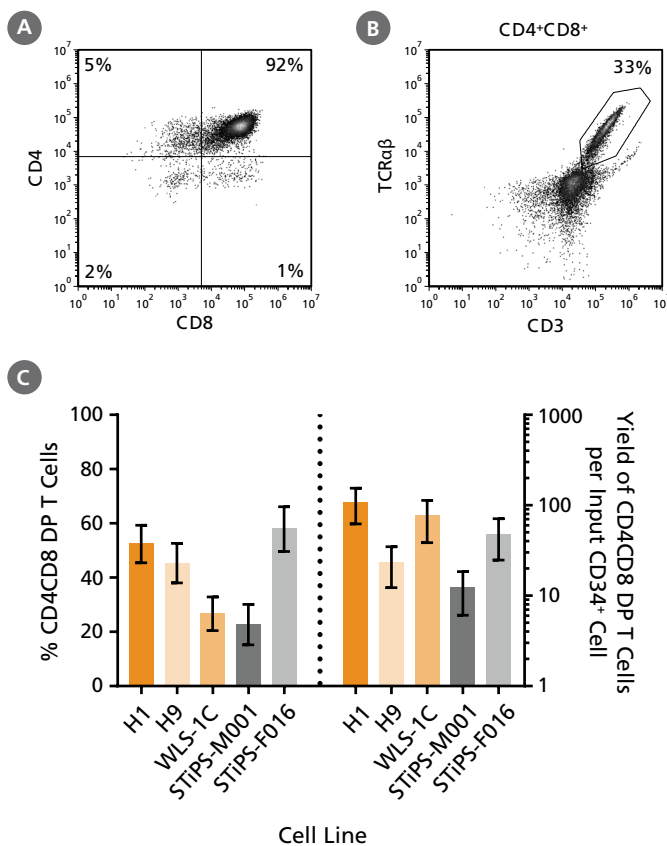 A
5%
92%
2%
1%
CD4
10⁷
10⁶
10⁵
10⁴
10³
10²
10¹
10⁰
10⁰ 10¹ 10² 10³ 10⁴ 10⁵ 10⁶ 10⁷
CD8
B
CD4⁺CD8⁺
33%
TCRαβ
10⁷
10⁶
10⁵
10⁴
10³
10²
10¹
10⁰
10⁰ 10¹ 10² 10³ 10⁴ 10⁵ 10⁶ 10⁷
CD3
C
% CD4CD8 DP T Cells
100
80
60
40
20
0
H1
H9
WLS-1C
STiPS-M001
STiPS-F016
H1
H9
WLS-1C
STiPS-M001
STiPS-F016
1000
100
10
1
Yield of CD4CD8 DP T Cells
per Input CD34⁺ Cell
Cell Line